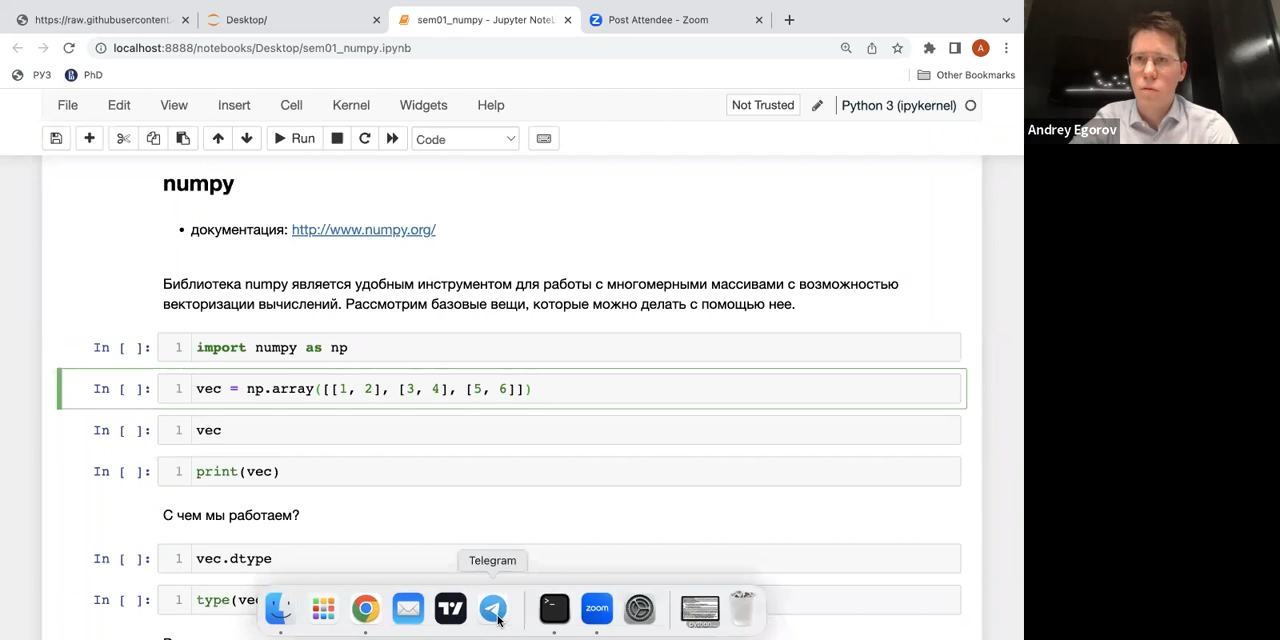 https://raw.githubusercontent.
Desktop/
sem01_numpy - Jupyter Note
Post Attendee - Zoom
localhost:8888/notebooks/Desktop/sem01_numpy.ipynb
A
РУЗ
PhD
Other Bookmarks
File Edit View Insert Cell Kernel Widgets Help
Not Trusted
Python 3 (ipykernel)
Run
Code
Andrey Egorov
numpy
• документация: http://www.numpy.org/
Библиотека numpy является удобным инструментом для работы с многомерными массивами с возможностью
векторизации вычислений. Рассмотрим базовые вещи, которые можно делать с помощью нее.
In [ ]: 1 import numpy as np
In [ ]: 1 vec = np.array([[1, 2], [3, 4], [5, 6]])
In [ ]: 1 vec
In [ ]: 1 print(vec)
С чем мы работаем?
In [ ]: 1 vec.dtype
Telegram
In [ ]: 1 type(vec
zoom
python